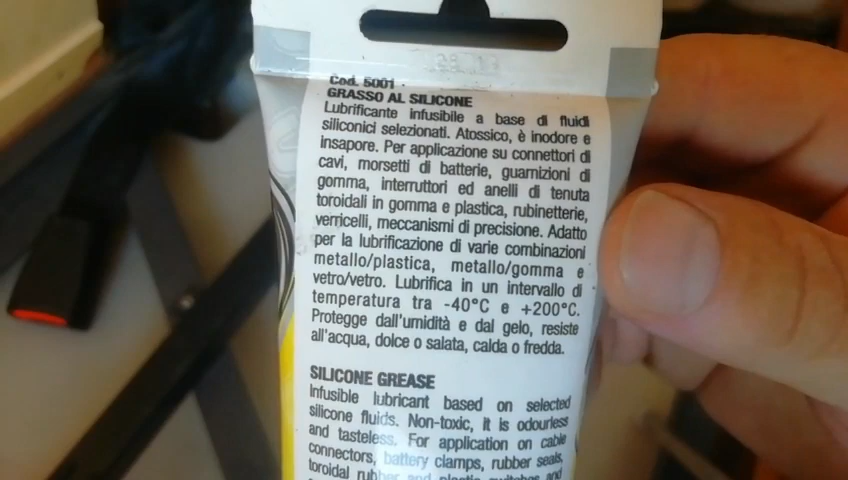 Cod. 5001
GRASSO AL SILICONE
Lubrificante infusibile a base di fluidi
siliconici selezionati. Atossico, è inodore e
insapore. Per applicazione su connettori di
cavi, morsetti di batterie, guarnizioni di
gomma, interruttori ed anelli di tenuta
toroidali in gomma e plastica, rubinetterie,
verricelli, meccanismi di precisione. Adatto
per la lubrificazione di varie combinazioni
metallo/plastica, metallo/gomma e
vetro/vetro. Lubrifica in un intervallo di
temperatura tra -40°C e +200°C.
Protegge dall'umidità e dal gelo, resiste
all'acqua, dolce o salata, calda o fredda.
SILICONE GREASE
Infusible lubricant based on selected
silicone fluids. Non-toxic, it is odourless
and tasteless. For application on cable
connectors, battery clamps, rubber seals,
toroidal rubber and plastic switches and